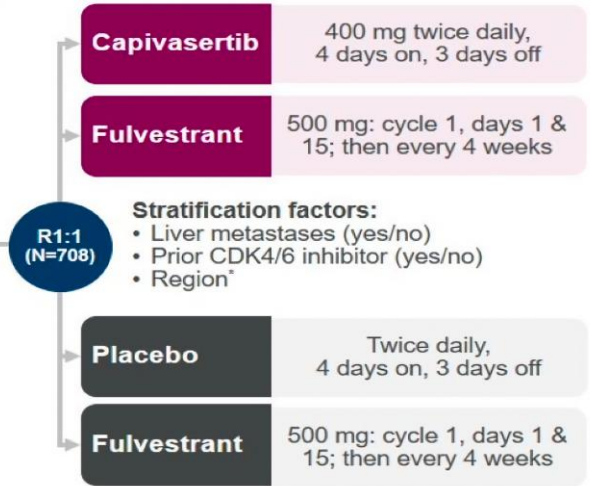 Capivasertib
400 mg twice daily,
4 days on, 3 days off
Fulvestrant
500 mg: cycle 1, days 1 &
15; then every 4 weeks
R1:1
(N=708)
Stratification factors:
• Liver metastases (yes/no)
• Prior CDK4/6 inhibitor (yes/no)
• Region*
Placebo
Twice daily,
4 days on, 3 days off
Fulvestrant
500 mg: cycle 1, days 1 &
15; then every 4 weeks